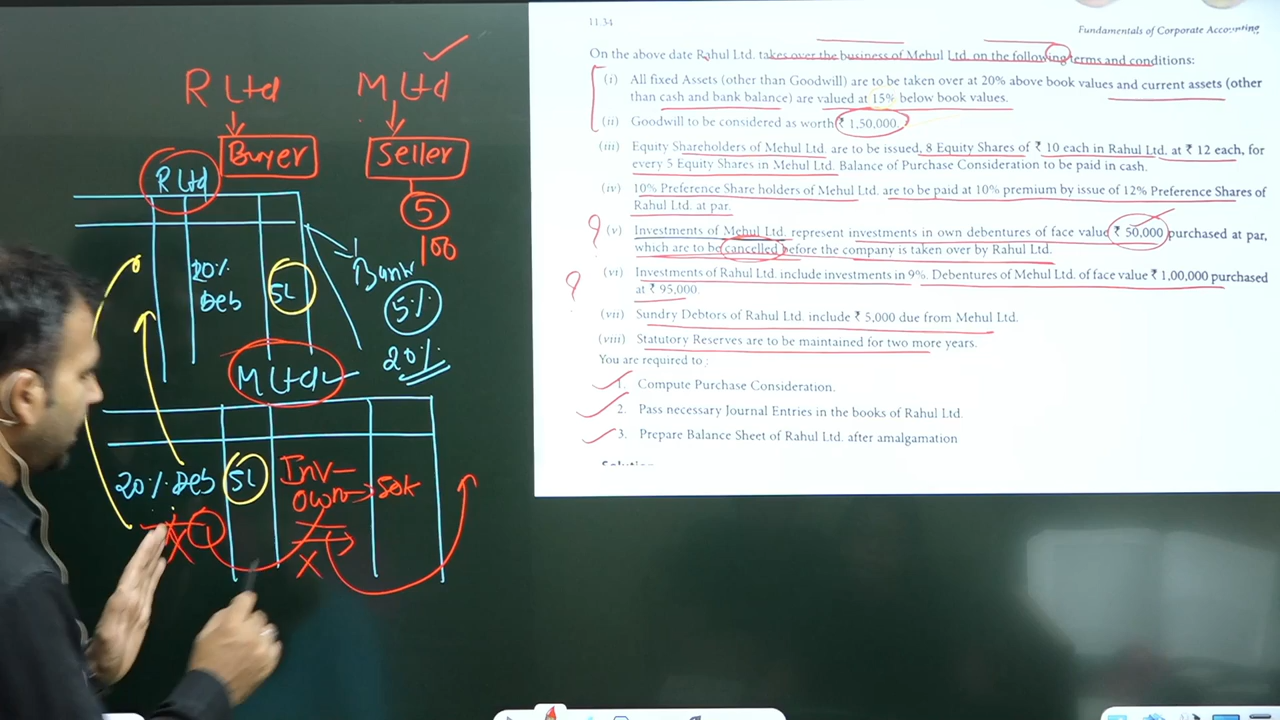 R Ltd
M Ltd
Buyer
Seller
R Ltd
5
100
20%
Deb
5L
Bank
5%
20%
M Ltd
20% Deb
5L
Inv-
own → 50k
1
X
X
11.34
Fundamentals of Corporate Accounting
On the above date Rahul Ltd. takes over the business of Mehul Ltd. on the following terms and conditions:
(i) All fixed Assets (other than Goodwill) are to be taken over at 20% above book values and current assets (other
than cash and bank balance) are valued at 15% below book values.
(ii) Goodwill to be considered as worth ₹ 1,50,000.
(iii) Equity Shareholders of Mehul Ltd. are to be issued, 8 Equity Shares of ₹ 10 each in Rahul Ltd. at ₹ 12 each, for
every 5 Equity Shares in Mehul Ltd. Balance of Purchase Consideration to be paid in cash.
(iv) 10% Preference Share holders of Mehul Ltd. are to be paid at 10% premium by issue of 12% Preference Shares of
Rahul Ltd. at par.
? (v) Investments of Mehul Ltd. represent investments in own debentures of face value ₹ 50,000 purchased at par,
which are to be cancelled before the company is taken over by Rahul Ltd.
? (vi) Investments of Rahul Ltd. include investments in 9%. Debentures of Mehul Ltd. of face value ₹ 1,00,000 purchased
at ₹ 95,000.
(vii) Sundry Debtors of Rahul Ltd. include ₹ 5,000 due from Mehul Ltd.
(viii) Statutory Reserves are to be maintained for two more years.
You are required to :
1. Compute Purchase Consideration.
2. Pass necessary Journal Entries in the books of Rahul Ltd.
3. Prepare Balance Sheet of Rahul Ltd. after amalgamation
Solution